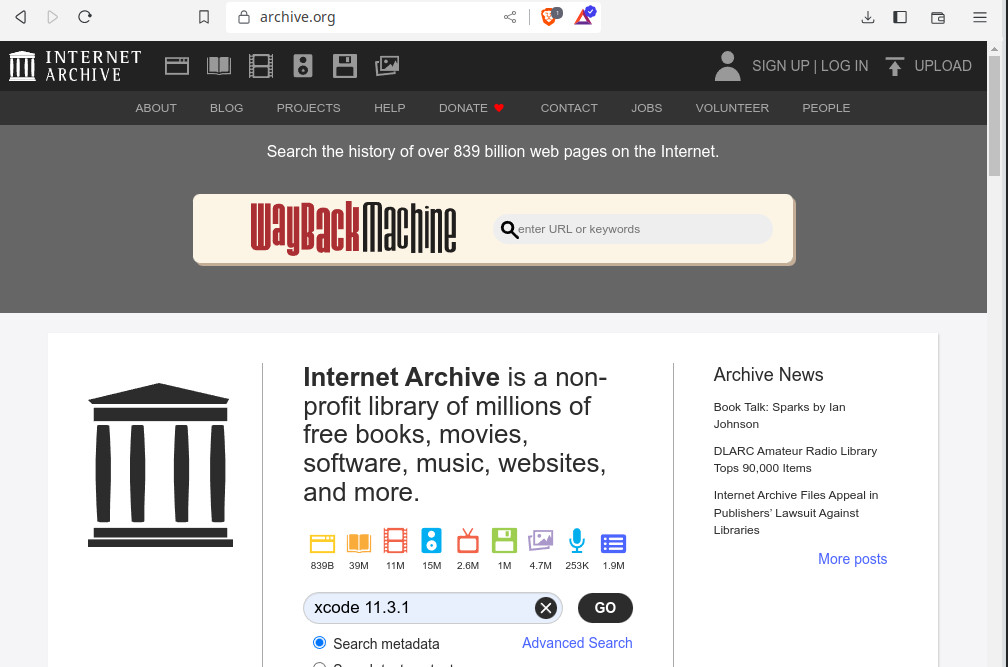 archive.org
1
INTERNET
ARCHIVE
SIGN UP | LOG IN
UPLOAD
ABOUT BLOG PROJECTS HELP DONATE CONTACT JOBS VOLUNTEER PEOPLE
Search the history of over 839 billion web pages on the Internet.
WayBackMachine
enter URL or keywords
Internet Archive is a non-
profit library of millions of
free books, movies,
software, music, websites,
and more.
839B 39M 11M 15M 2.6M 1M 4.7M 253K 1.9M
xcode 11.3.1
GO
Search metadata
Advanced Search
Archive News
Book Talk: Sparks by Ian
Johnson
DLARC Amateur Radio Library
Tops 90,000 Items
Internet Archive Files Appeal in
Publishers’ Lawsuit Against
Libraries
More posts